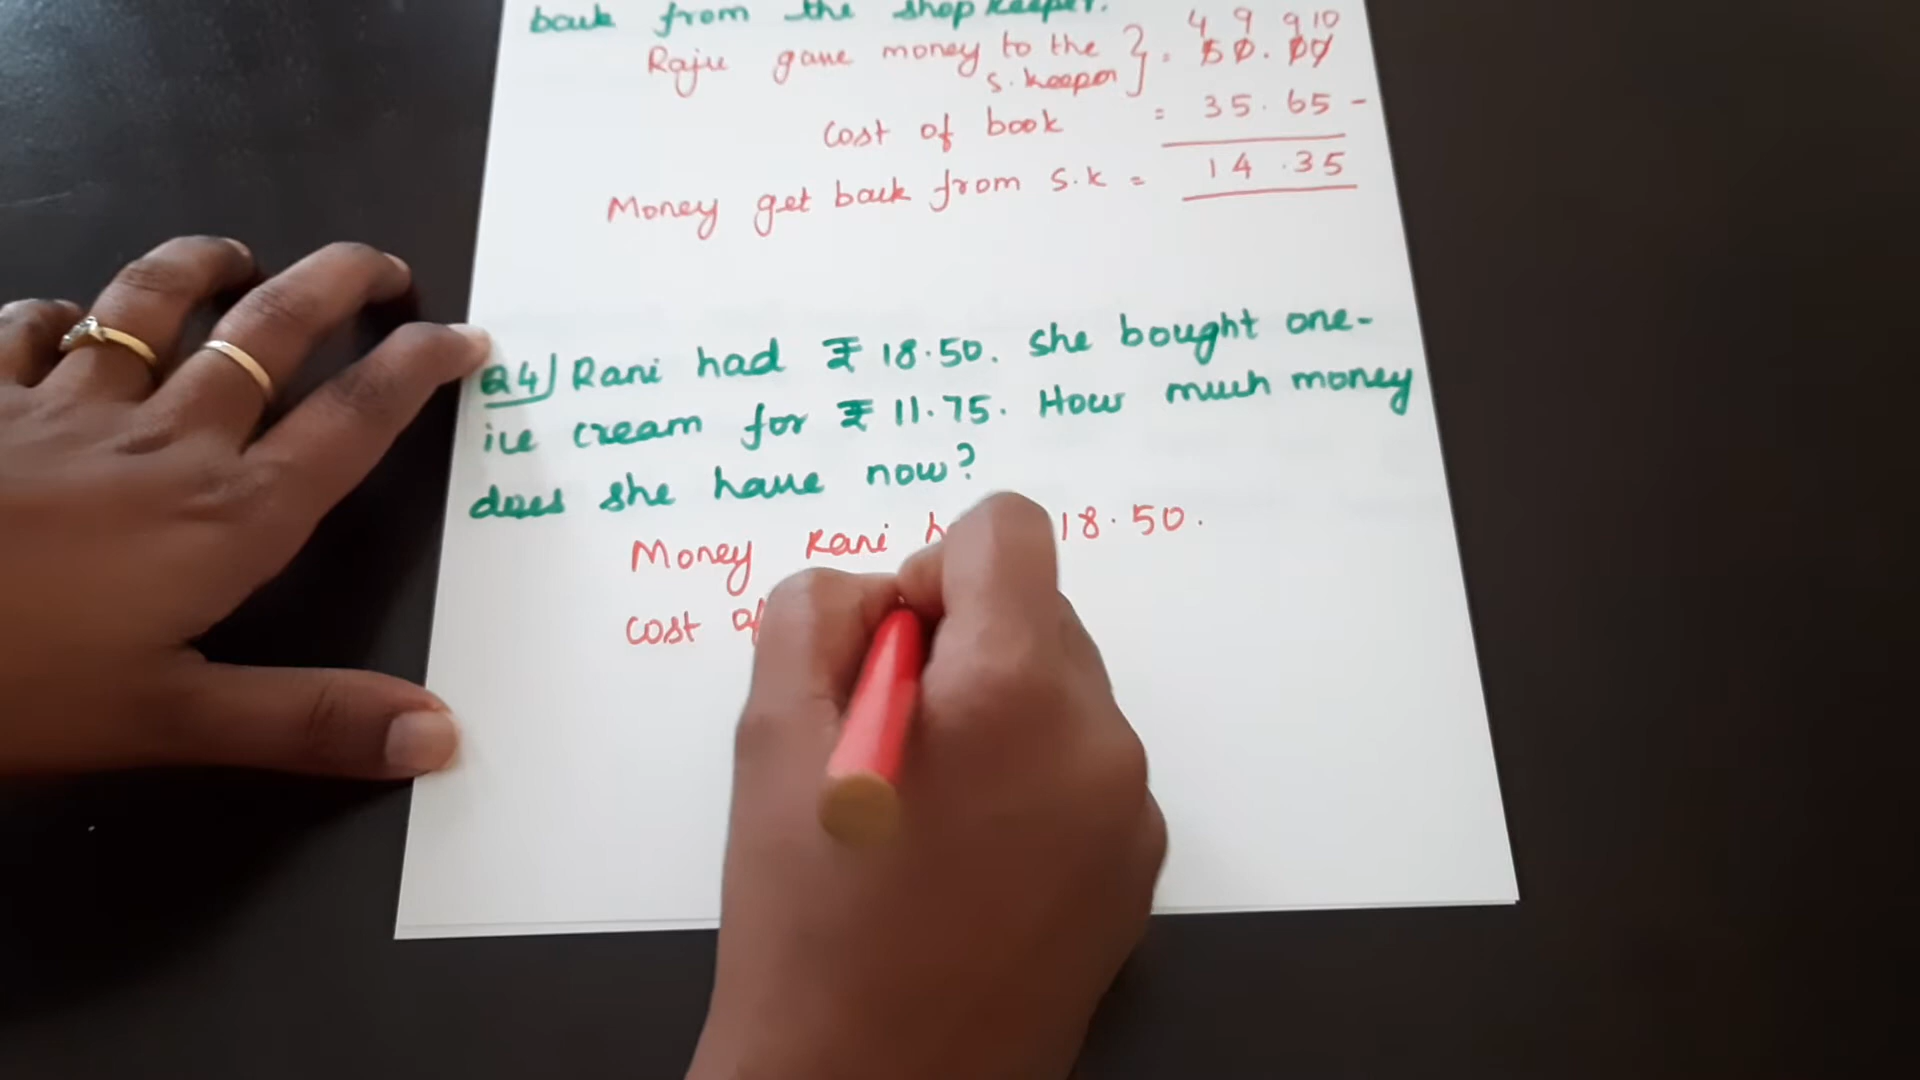 back from the shopkeeper.
Raju gave money to the } = 4 9 9 10
s. keeper 50.00
cost of book = 35.65 -
Money get back from s.k = 14.35
Q4) Rani had ₹ 18.50. she bought one-
ice cream for ₹ 11.75. How much money
does she have now?
Money Rani 18.50.
cost of